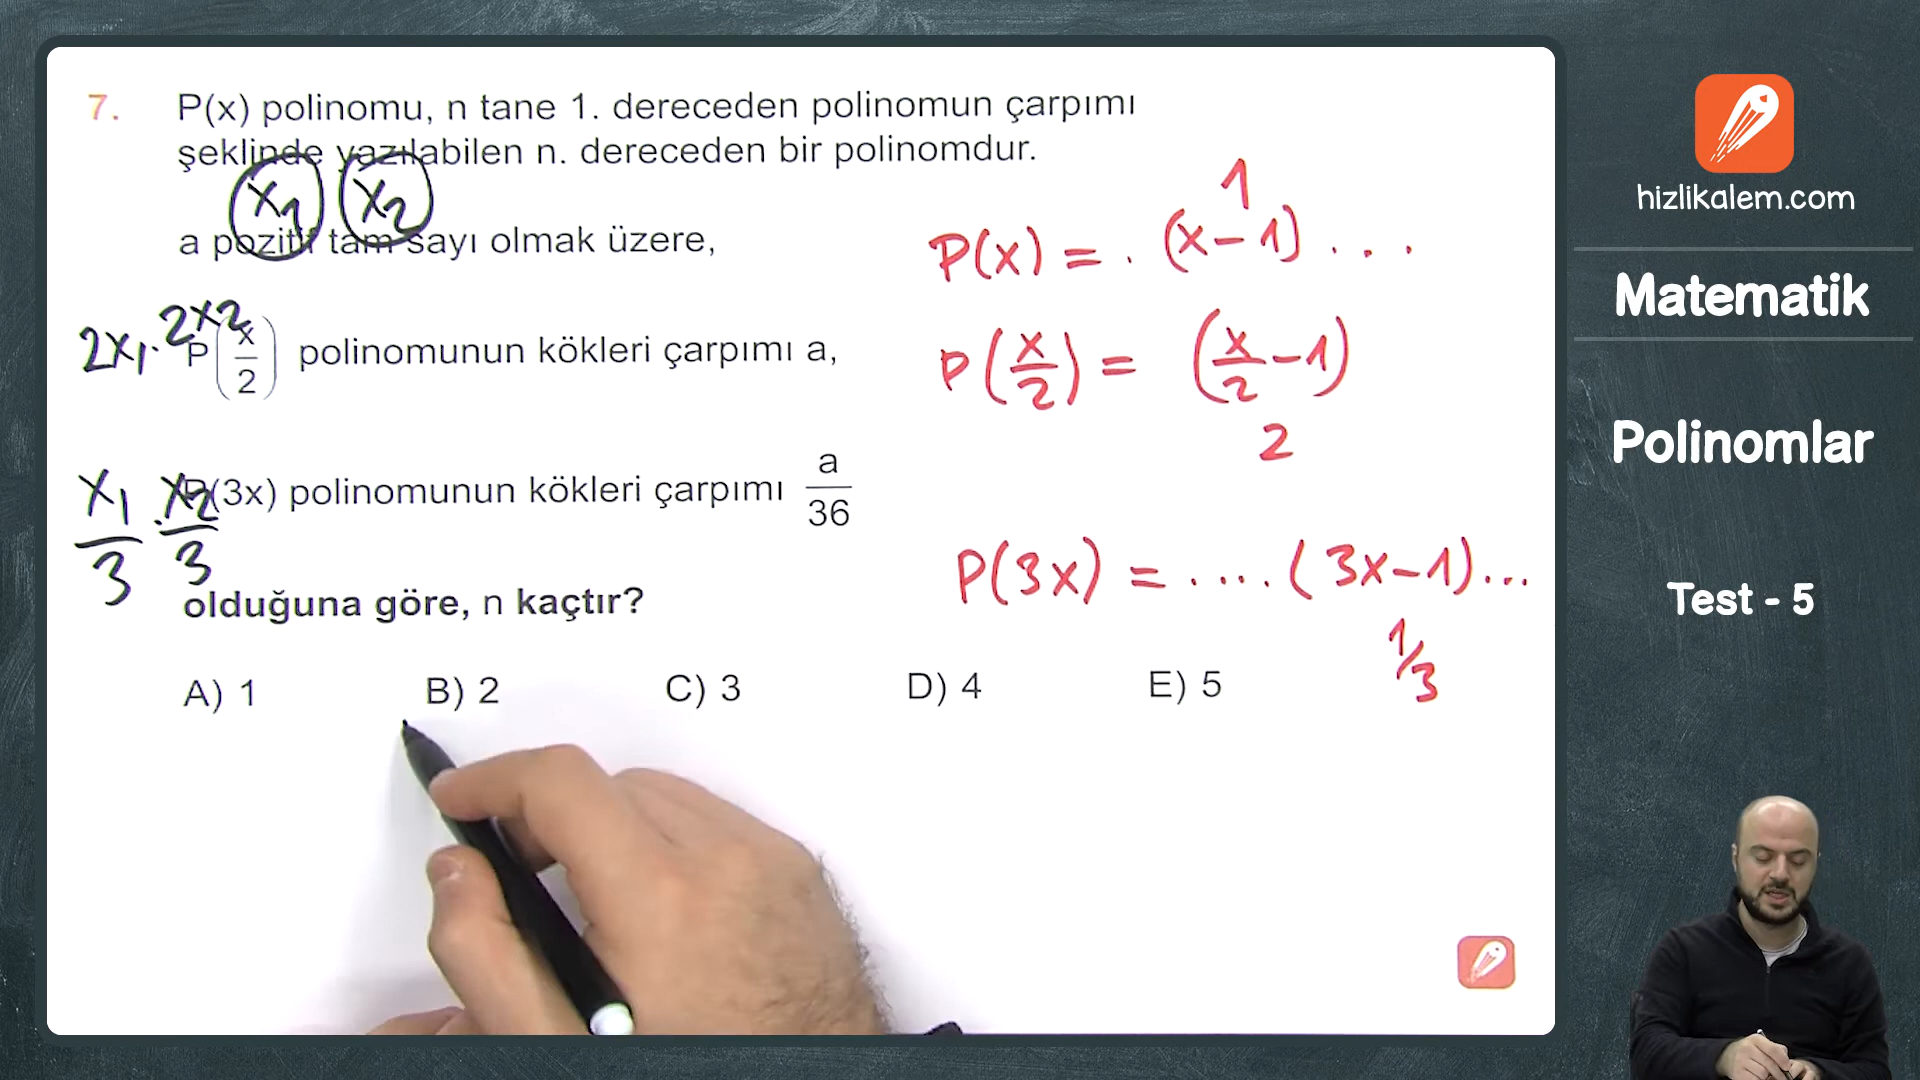 7. P(x) polinomu, n tane 1. dereceden polinomun çarpımı
şeklinde yazılabilen n. dereceden bir polinomdur.
x1 x2
a pozitif tam sayı olmak üzere,
2x1 . 2x2
P(x/2) polinomunun kökleri çarpımı a,
x1/3 . x2/3
P(3x) polinomunun kökleri çarpımı a/36
olduğuna göre, n kaçtır?
A) 1 B) 2 C) 3 D) 4 E) 5
1
P(x) = . (x-1) . . .
P(x/2) = (x/2 - 1)
2
P(3x) = ..... (3x-1) ...
1/3
hizlikalem.com
Matematik
Polinomlar
Test - 5